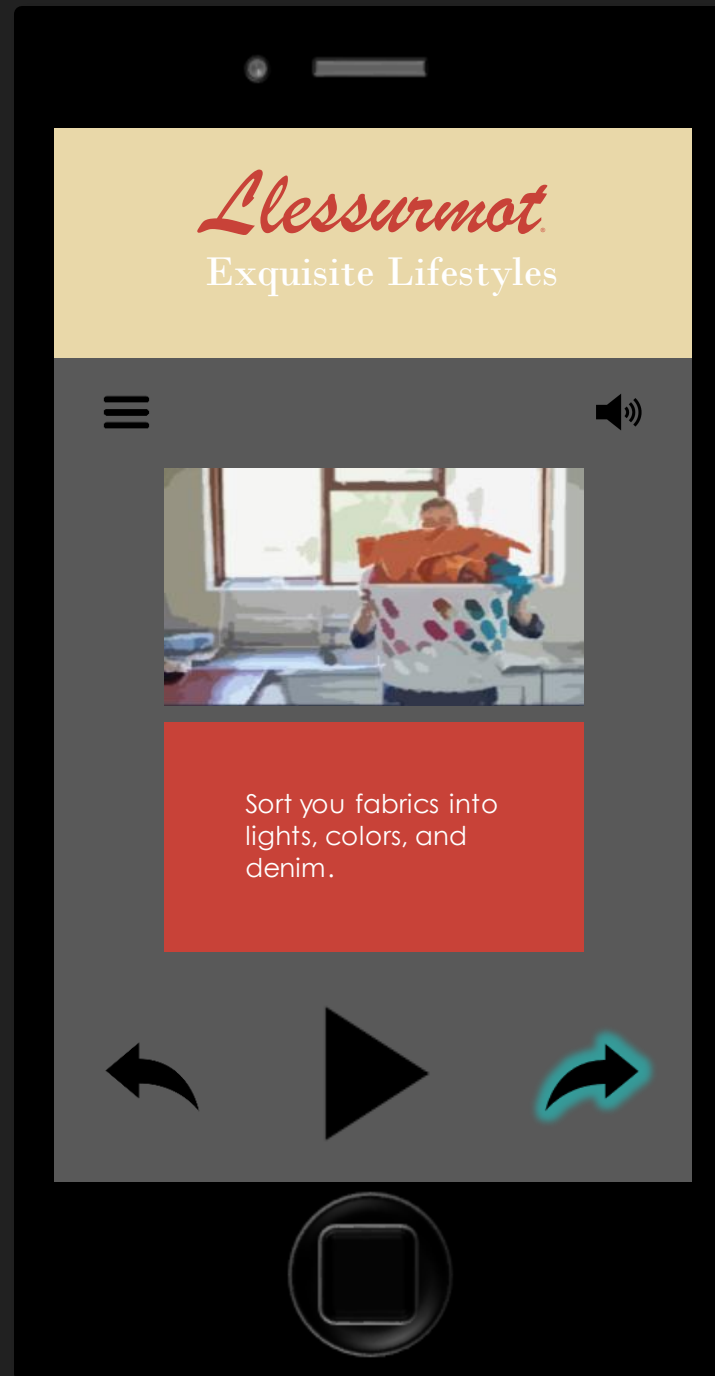 Llessurmot
Exquisite Lifestyles
Sort you fabrics into
lights, colors, and
denim.